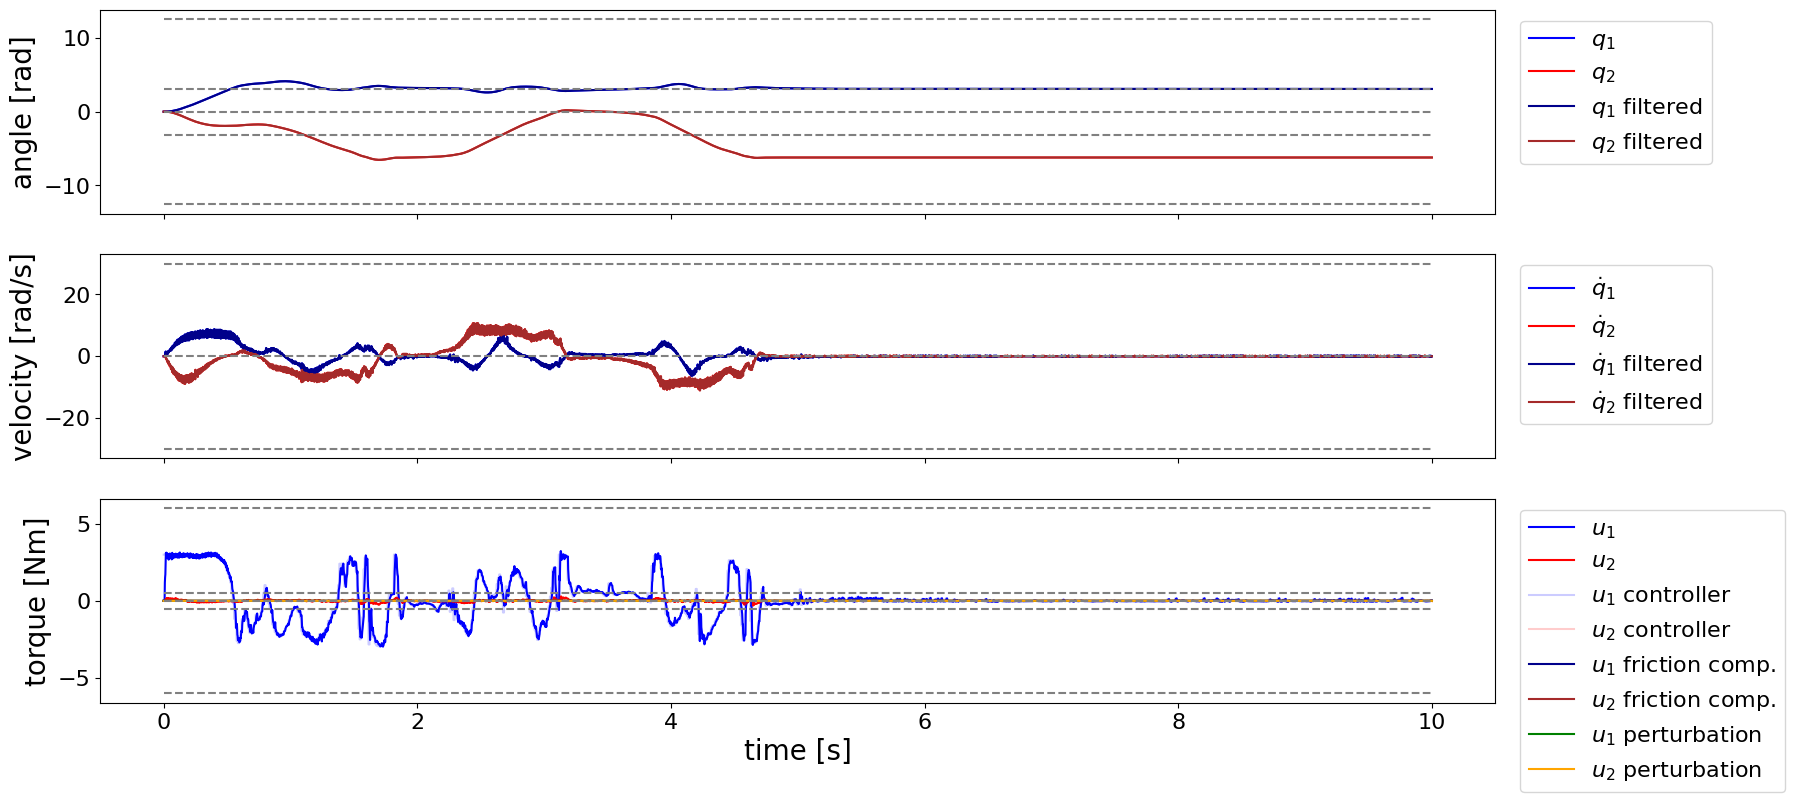 angle [rad]
10
0
−10
q₁
q₂
q₁ filtered
q₂ filtered
velocity [rad/s]
20
0
−20
q̇₁
q̇₂
q̇₁ filtered
q̇₂ filtered
torque [Nm]
5
0
−5
u₁
u₂
u₁ controller
u₂ controller
u₁ friction comp.
u₂ friction comp.
u₁ perturbation
u₂ perturbation
0 2 4 6 8 10
time [s]